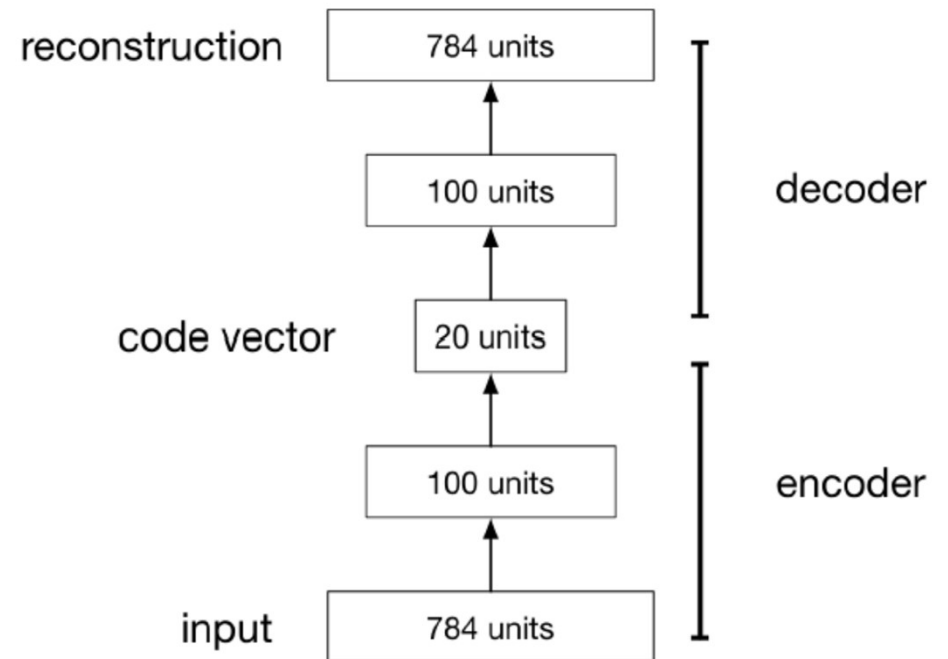 reconstruction
784 units
100 units
decoder
code vector
20 units
100 units
encoder
input
784 units